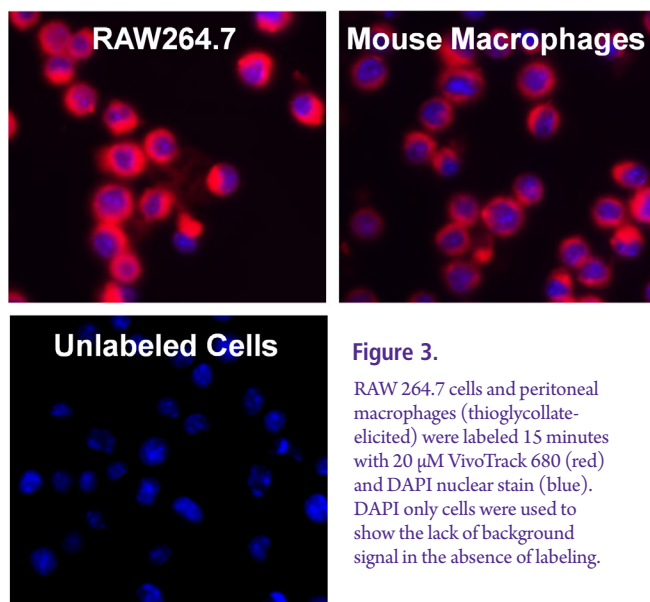 RAW264.7
Mouse Macrophages
Unlabeled Cells
Figure 3.
RAW 264.7 cells and peritoneal
macrophages (thioglycollate-
elicited) were labeled 15 minutes
with 20 µM VivoTrack 680 (red)
and DAPI nuclear stain (blue).
DAPI only cells were used to
show the lack of background
signal in the absence of labeling.